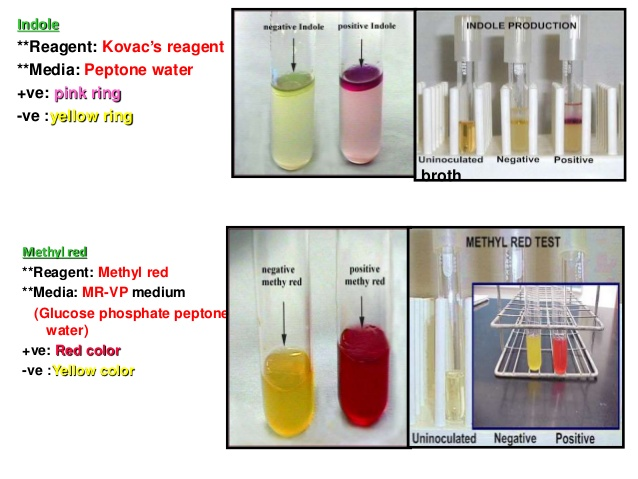 Indole
**Reagent: Kovac's reagent
**Media: Peptone water
+ve: pink ring
-ve :yellow ring
negative Indole
positive Indole
INDOLE PRODUCTION
Uninoculated
Negative
Positive
broth
Methyl red
**Reagent: Methyl red
**Media: MR-VP medium
(Glucose phosphate peptone
water)
+ve: Red color
-ve :Yellow color
negative
methy red
positive
methy red
METHYL RED TEST
Uninoculated
Negative
Positive